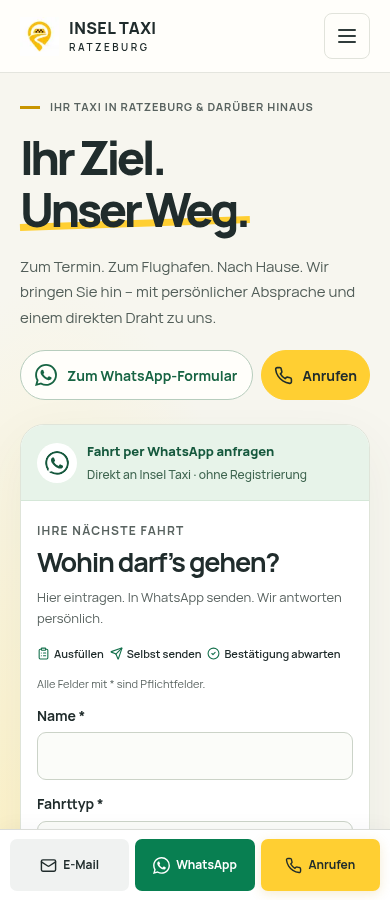 INSEL TAXI
RATZEBURG
IHR TAXI IN RATZEBURG & DARÜBER HINAUS
Ihr Ziel.
Unser Weg.
Zum Termin. Zum Flughafen. Nach Hause. Wir
bringen Sie hin – mit persönlicher Absprache und
einem direkten Draht zu uns.
Zum WhatsApp-Formular
Anrufen
Fahrt per WhatsApp anfragen
Direkt an Insel Taxi · ohne Registrierung
IHRE NÄCHSTE FAHRT
Wohin darf’s gehen?
Hier eintragen. In WhatsApp senden. Wir antworten
persönlich.
Ausfüllen Selbst senden Bestätigung abwarten
Alle Felder mit * sind Pflichtfelder.
Name *
Fahrttyp *
E-Mail WhatsApp Anrufen